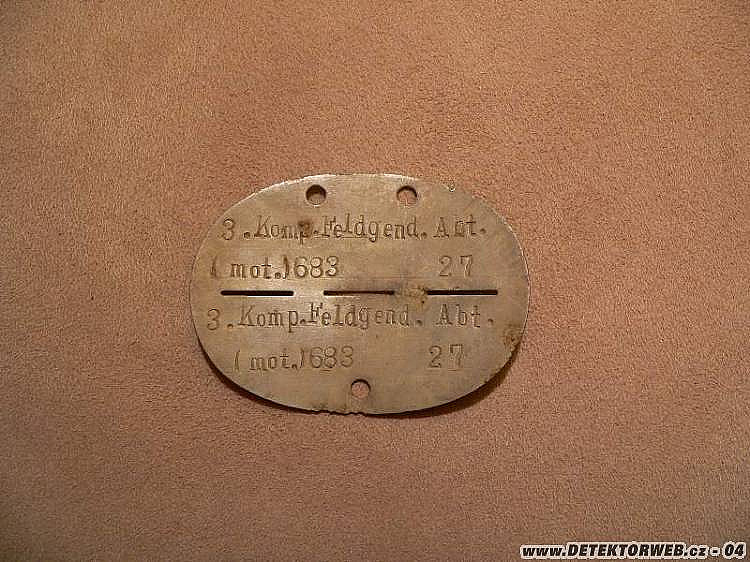 3.Komp.Feldgend.Abt.
(mot.)683 27
3.Komp.Feldgend.Abt.
(mot.)683 27
www.DETEKTORWEB.cz - 04